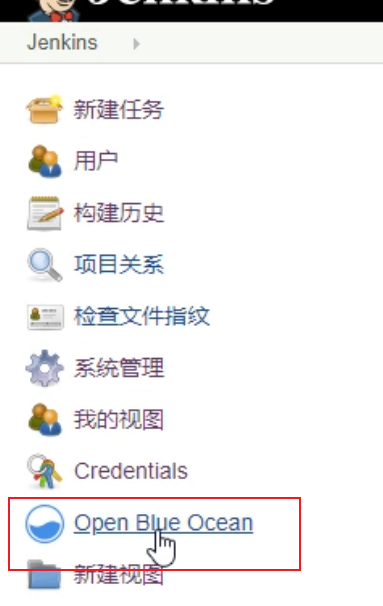 Jenkins
Jenkins
新建任务
用户
构建历史
项目关系
检查文件指纹
系统管理
我的视图
Credentials
Open Blue Ocean
新建视图